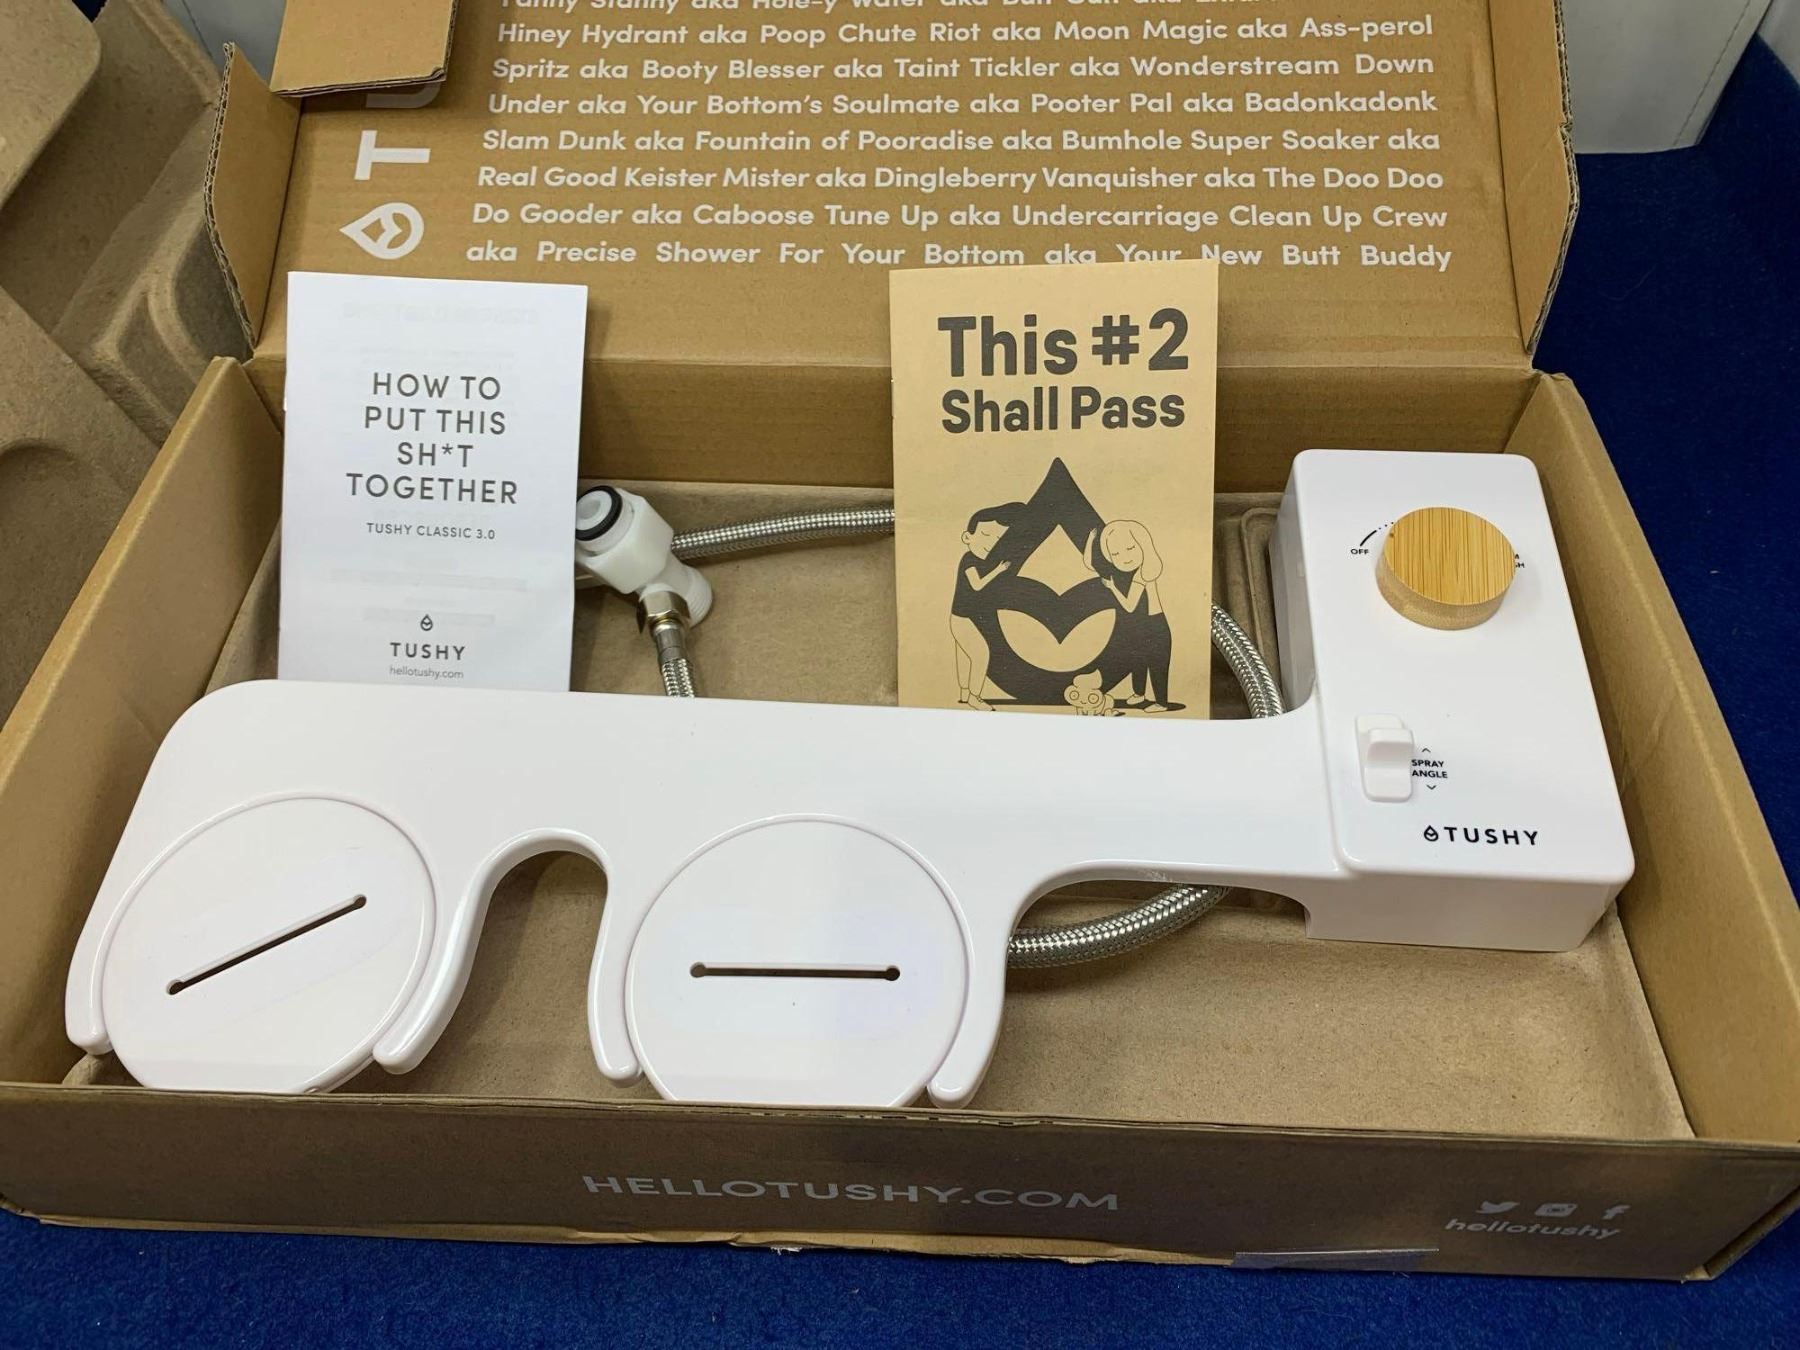 Hiney Hydrant aka Poop Chute Riot aka Moon Magic aka Ass-perol
Spritz aka Booty Blesser aka Taint Tickler aka Wonderstream Down
Under aka Your Bottom's Soulmate aka Pooter Pal aka Badonkadonk
Slam Dunk aka Fountain of Pooradise aka Bumhole Super Soaker aka
Real Good Keister Mister aka Dingleberry Vanquisher aka The Doo Doo
Do Gooder aka Caboose Tune Up aka Undercarriage Clean Up Crew
aka Precise Shower For Your Bottom aka Your New Butt Buddy
HOW TO
PUT THIS
SH*T
TOGETHER
TUSHY CLASSIC 3.0
TUSHY
hellotushy.com
This #2
Shall Pass
OFF
SPRAY
ANGLE
TUSHY
HELLOTUSHY.COM
hellotushy